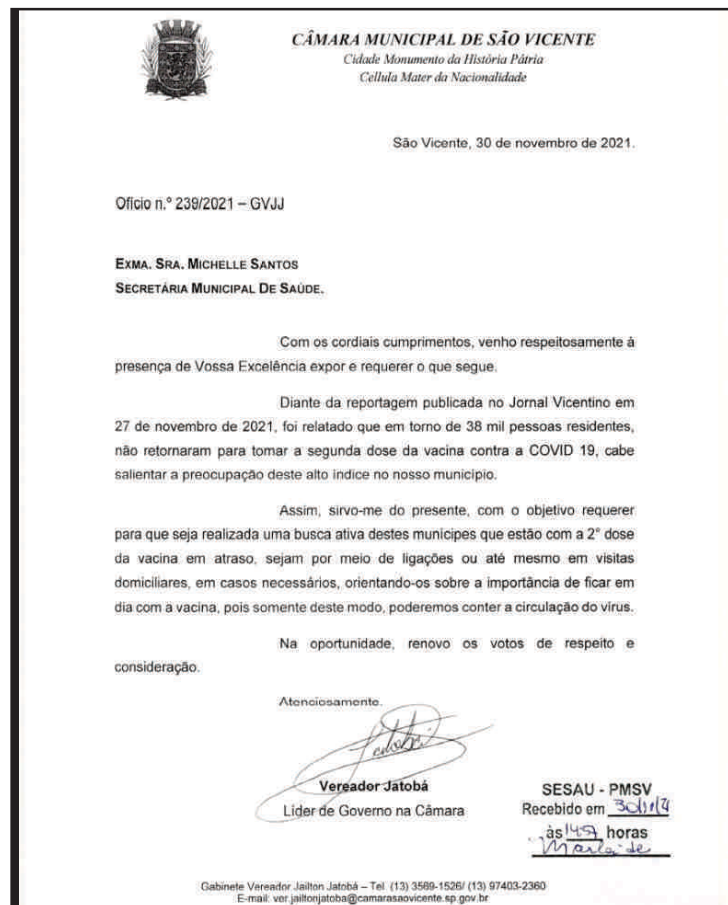 CÂMARA MUNICIPAL DE SÃO VICENTE
Cidade Monumento da História Pátria
Cellula Mater da Nacionalidade
São Vicente, 30 de novembro de 2021.
Ofício n.º 239/2021 – GVJJ
EXMA. SRA. MICHELLE SANTOS
SECRETÁRIA MUNICIPAL DE SAÚDE.
Com os cordiais cumprimentos, venho respeitosamente à
presença de Vossa Excelência expor e requerer o que segue.
Diante da reportagem publicada no Jornal Vicentino em
27 de novembro de 2021, foi relatado que em torno de 38 mil pessoas residentes,
não retornaram para tomar a segunda dose da vacina contra a COVID 19, cabe
salientar a preocupação deste alto índice no nosso município.
Assim, sirvo-me do presente, com o objetivo requerer
para que seja realizada uma busca ativa destes munícipes que estão com a 2° dose
da vacina em atraso, sejam por meio de ligações ou até mesmo em visitas
domiciliares, em casos necessários, orientando-os sobre a importância de ficar em
dia com a vacina, pois somente deste modo, poderemos conter a circulação do vírus.
Na oportunidade, renovo os votos de respeito e
consideração.
Atenciosamente.
Jatobá
Vereador Jatobá
Líder de Governo na Câmara
SESAU - PMSV
Recebido em 30/11/21
às 14:57 horas
Marleide
Gabinete Vereador Jailton Jatobá – Tel. (13) 3569-1526/ (13) 97403-2360
E-mail: ver.jailtonjatoba@camarasaovicente.sp.gov.br